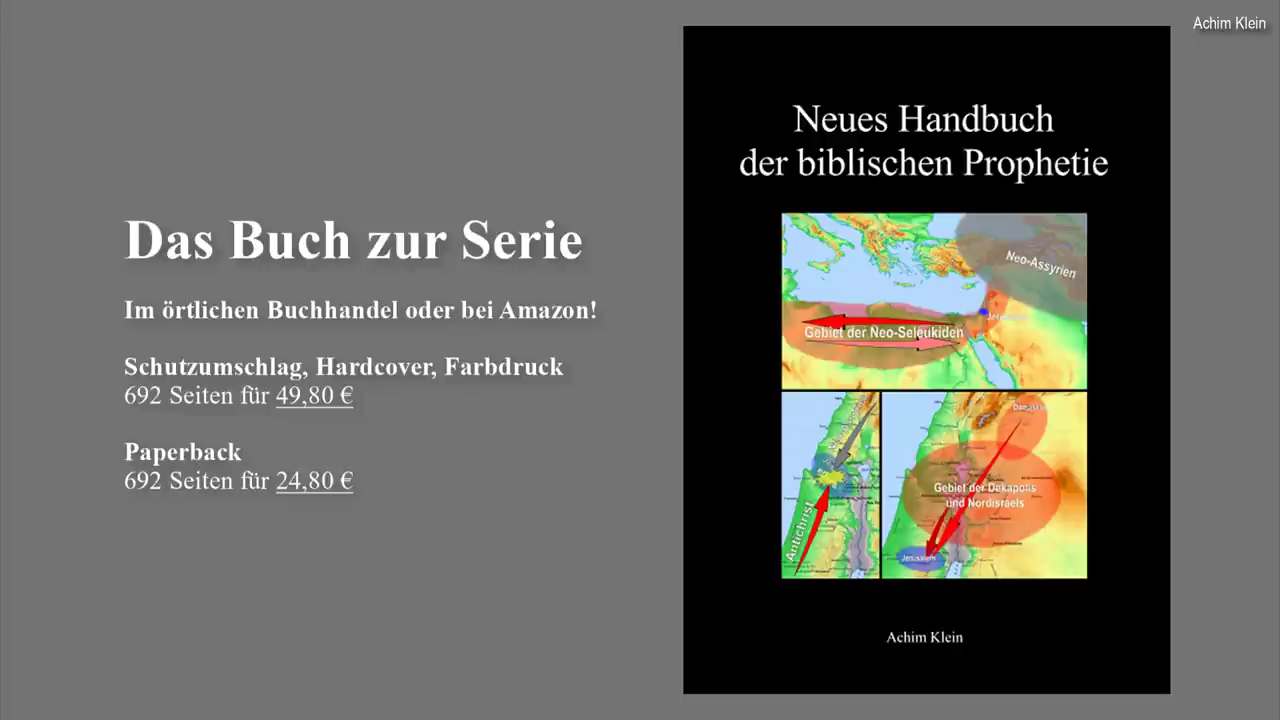 Achim Klein
Das Buch zur Serie
Im örtlichen Buchhandel oder bei Amazon!
Schutzumschlag, Hardcover, Farbdruck
692 Seiten für 49,80 €
Paperback
692 Seiten für 24,80 €
Neues Handbuch
der biblischen Prophetie
Neo-Assyrien
Gebiet der Neo-Seleukiden
Antichrist
Damaskus
Gebiet der Dekapolis
und Nordisraels
Jerusalem
Achim Klein